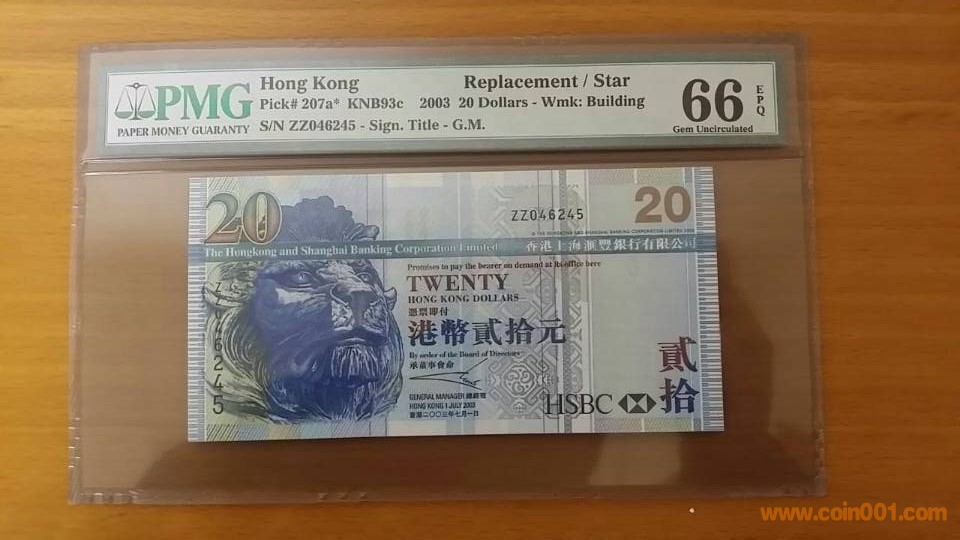 PMG
PAPER MONEY GUARANTY
Hong Kong Replacement / Star
Pick# 207a* KNB93c 2003 20 Dollars - Wmk: Building
S/N ZZ046245 - Sign. Title - G.M.
66
EPQ
Gem Uncirculated
20
ZZ046245
20
The Hongkong and Shanghai Banking Corporation Limited
香港上海滙豐銀行有限公司
Promises to pay the bearer on demand at its office here
TWENTY
HONG KONG DOLLARS
憑票即付
港幣貳拾元
By order of the Board of Directors
承董事會命
GENERAL MANAGER 總經理
HONG KONG 1 JULY 2003
香港二〇〇三年七月一日
ZZ046245
貳拾
HSBC
www.coin001.com